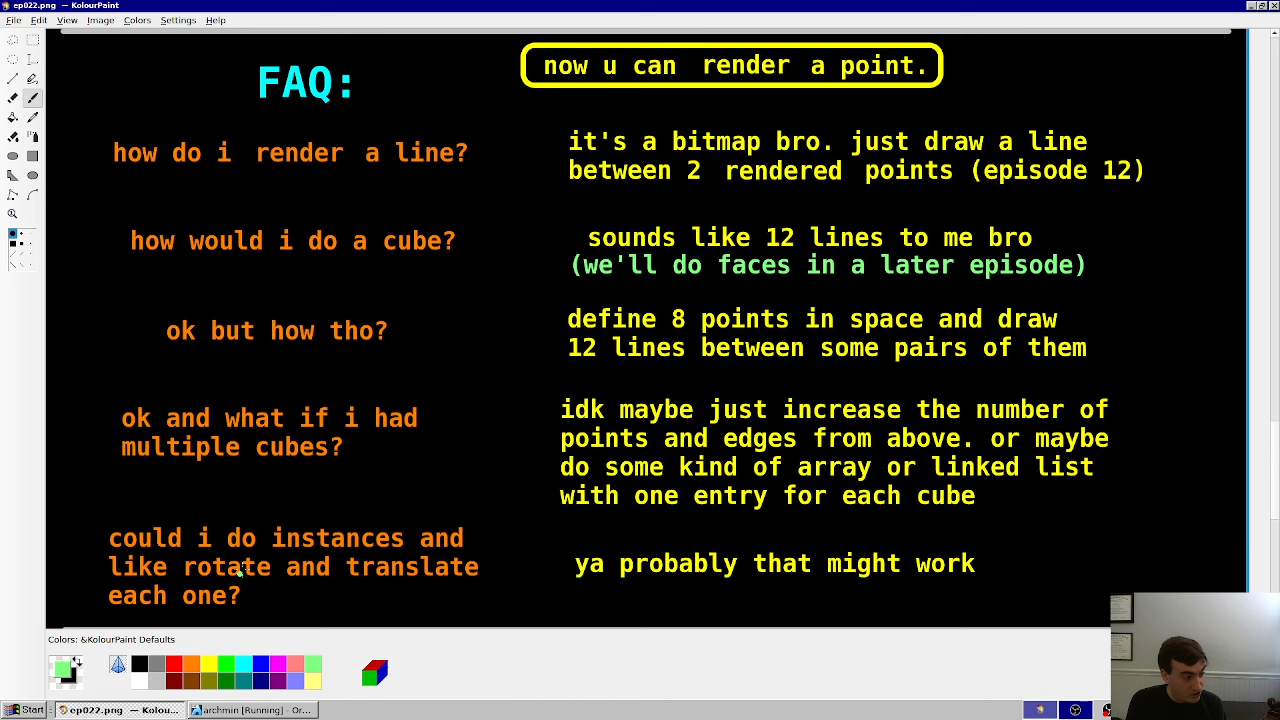 ep022.png — KolourPaint
File Edit View Image Colors Settings Help
FAQ:
now u can render a point.
how do i render a line?
it's a bitmap bro. just draw a line
between 2 rendered points (episode 12)
how would i do a cube?
sounds like 12 lines to me bro
(we'll do faces in a later episode)
ok but how tho?
define 8 points in space and draw
12 lines between some pairs of them
ok and what if i had
multiple cubes?
idk maybe just increase the number of
points and edges from above. or maybe
do some kind of array or linked list
with one entry for each cube
could i do instances and
like rotate and translate
each one?
ya probably that might work
Colors: &KolourPaint Defaults
Start
ep022.png — Kolou...
archmin [Running] - Or...